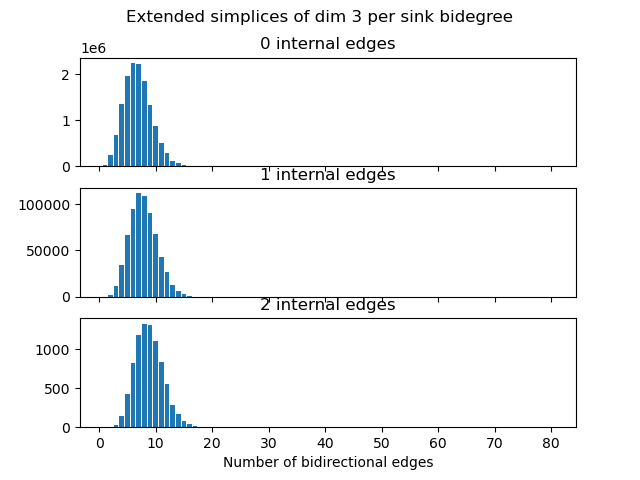 Extended simplices of dim 3 per sink bidegree
0 internal edges
1e6
2
1
0
1 internal edges
100000
50000
0
2 internal edges
1000
500
0
0 10 20 30 40 50 60 70 80
Number of bidirectional edges